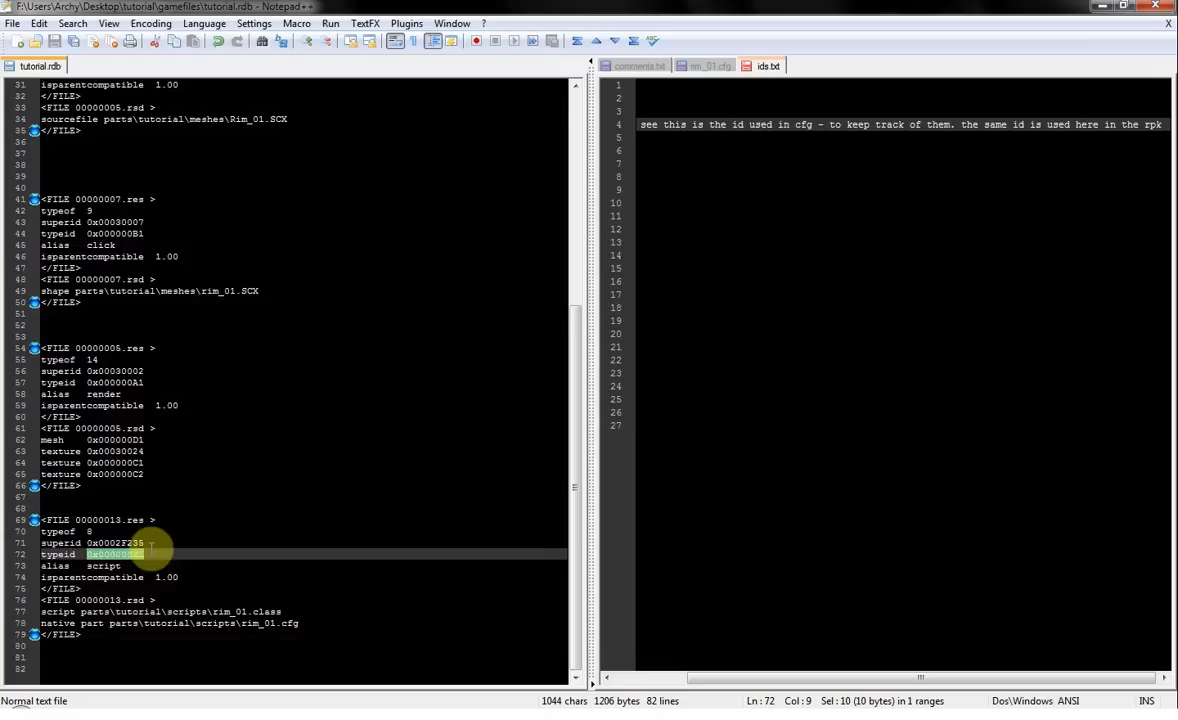 F:\Users\Archy\Desktop\tutorial\gamefiles\tutorial.rdb - Notepad++
File Edit Search View Encoding Language Settings Macro Run TextFX Plugins Window ?
X
tutorial.rdb
comments.txt rim_01.cfg ids.txt
31 isparentcompatible 1.00
32 </FILE>
33 <FILE 00000005.rsd >
34 sourcefile parts\tutorial\meshes\Rim_01.SCX
35 </FILE>
36
37
38
39
40
41 <FILE 00000007.res >
42 typeof 9
43 superid 0x00030007
44 typeid 0x000000B1
45 alias click
46 isparentcompatible 1.00
47 </FILE>
48 <FILE 00000007.rsd >
49 shape parts\tutorial\meshes\rim_01.SCX
50 </FILE>
51
52
53
54 <FILE 00000005.res >
55 typeof 14
56 superid 0x00030002
57 typeid 0x000000A1
58 alias render
59 isparentcompatible 1.00
60 </FILE>
61 <FILE 00000005.rsd >
62 mesh 0x000000D1
63 texture 0x00030024
64 texture 0x000000C1
65 texture 0x000000C2
66 </FILE>
67
68
69 <FILE 00000013.res >
70 typeof 8
71 superid 0x0002F235
72 typeid
73 alias script
74 isparentcompatible 1.00
75 </FILE>
76 <FILE 00000013.rsd >
77 script parts\tutorial\scripts\rim_01.class
78 native part parts\tutorial\scripts\rim_01.cfg
79 </FILE>
80
81
82
1
2
3
4 see this is the id used in cfg - to keep track of them. the same id is used here in the rpk
5
6
7
8
9
10
11
12
13
14
15
16
17
18
19
20
21
22
23
24
25
26
27
Normal text file 1044 chars 1206 bytes 82 lines Ln : 72 Col : 9 Sel : 10 (10 bytes) in 1 ranges Dos\Windows ANSI INS